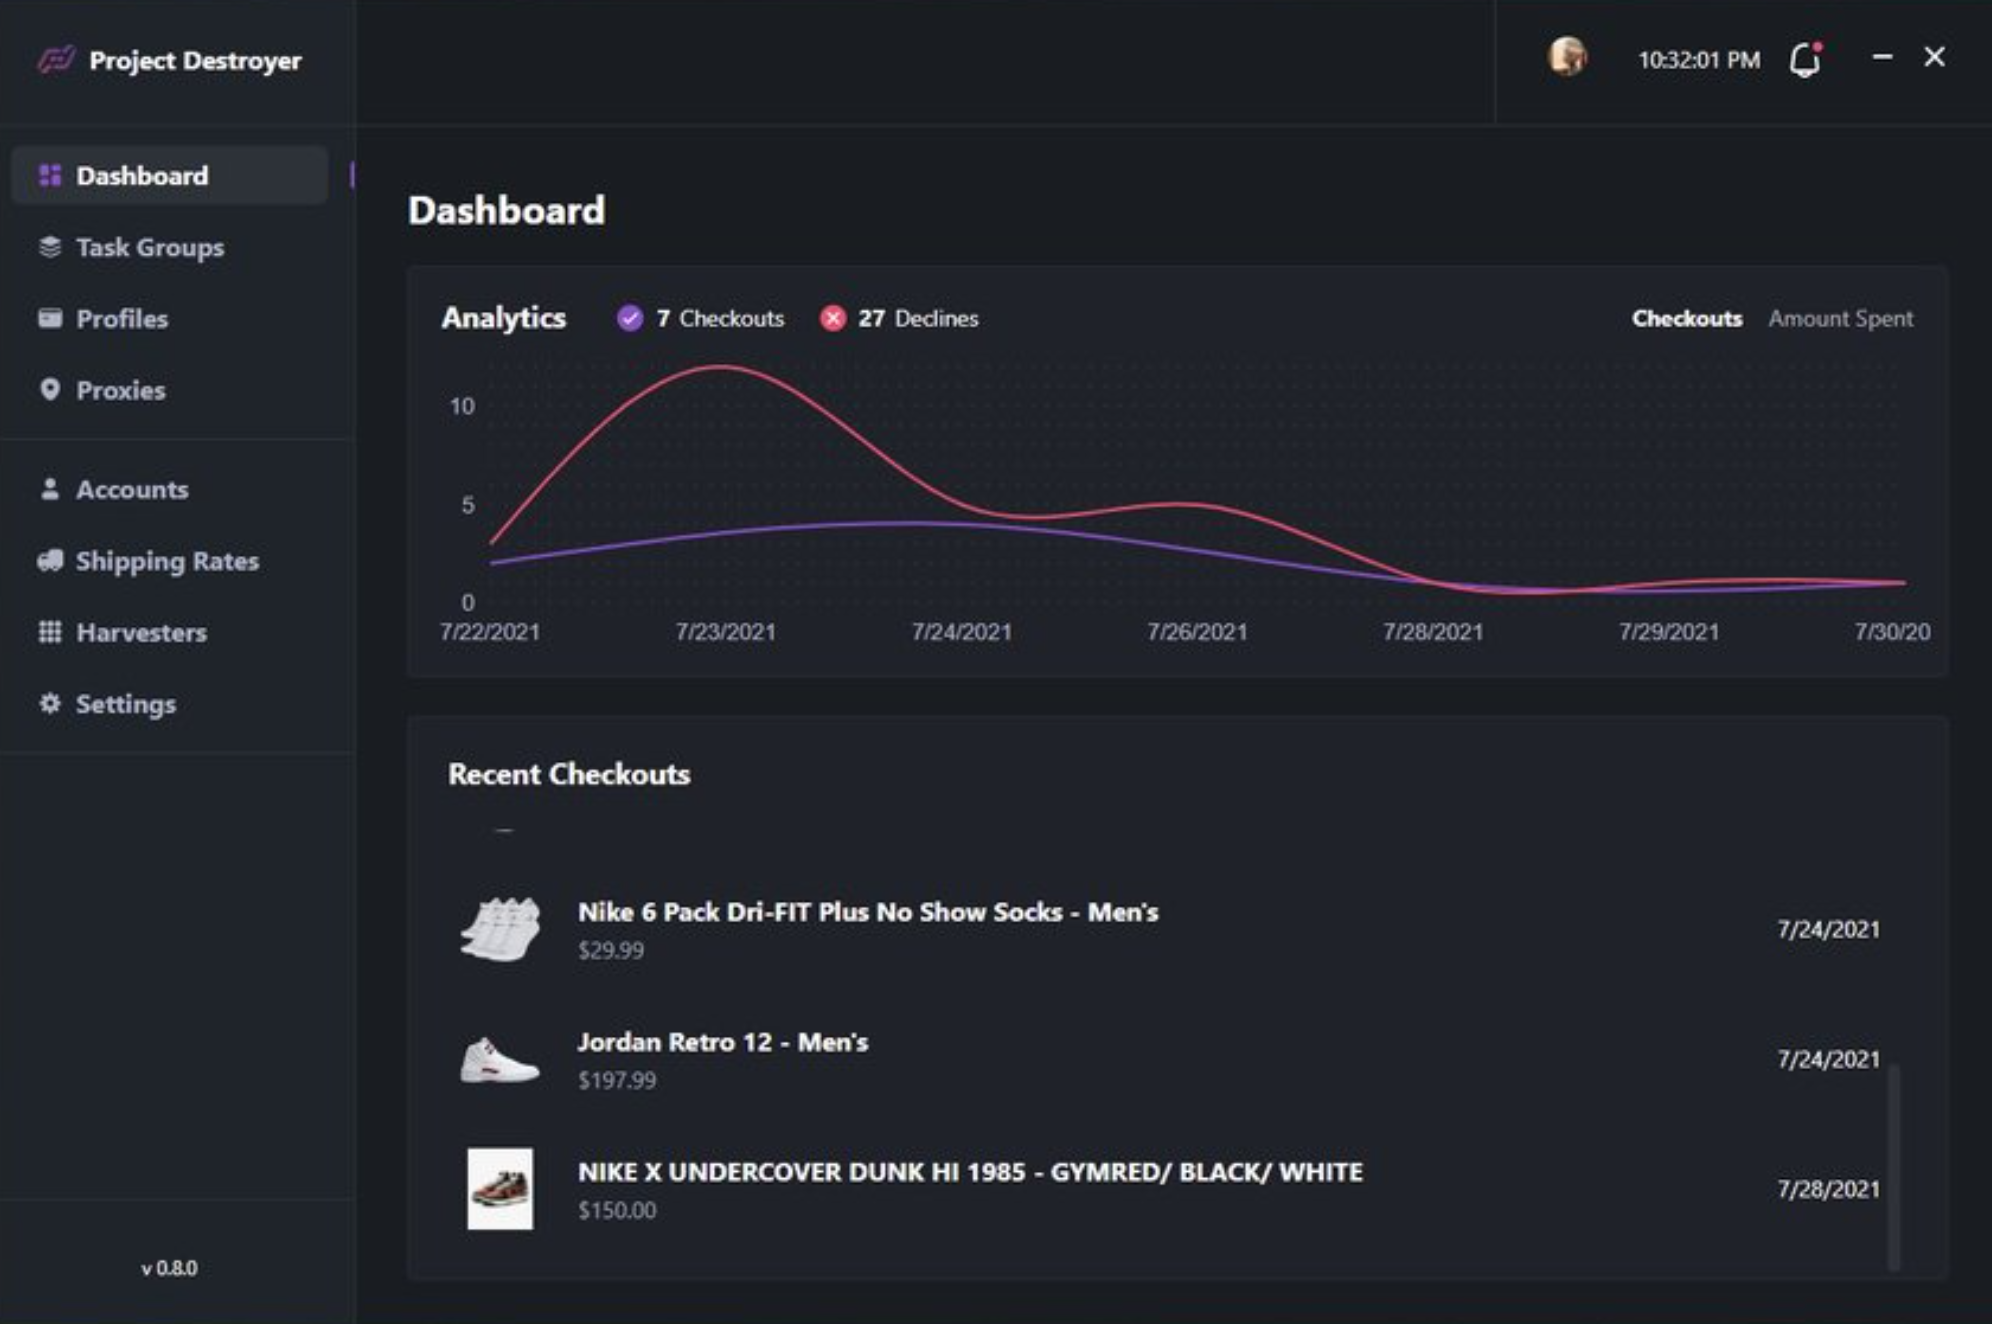 Project Destroyer
10:32:01 PM
Dashboard
Task Groups
Profiles
Proxies
Accounts
Shipping Rates
Harvesters
Settings
v 0.8.0
Dashboard
Analytics
7 Checkouts
27 Declines
Checkouts
Amount Spent
10
5
0
7/22/2021
7/23/2021
7/24/2021
7/26/2021
7/28/2021
7/29/2021
7/30/20
Recent Checkouts
Nike 6 Pack Dri-FIT Plus No Show Socks - Men's
$29.99
7/24/2021
Jordan Retro 12 - Men's
$197.99
7/24/2021
NIKE X UNDERCOVER DUNK HI 1985 - GYMRED/ BLACK/ WHITE
$150.00
7/28/2021